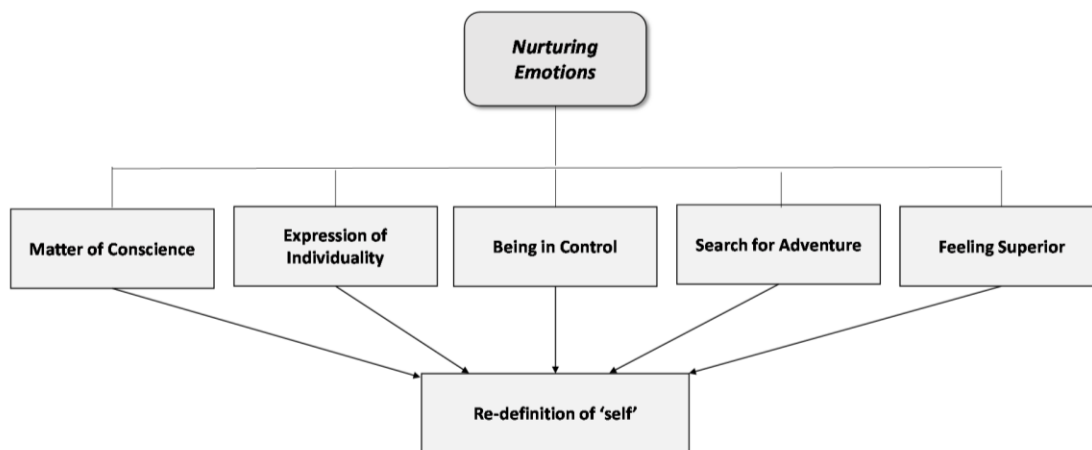 Nurturing
Emotions
Matter of Conscience
Expression of
Individuality
Being in Control
Search for Adventure
Feeling Superior
Re-definition of ‘self’